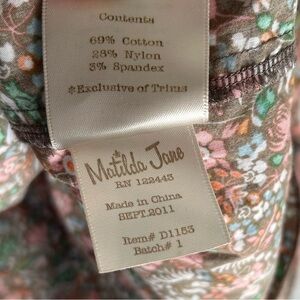 Contents
69% Cotton
28% Nylon
3% Spandex
*Exclusive of Trims
Matilda Jane
RN 122443
Made in China
SEPT.2011
Item# D1153
Batch# 1